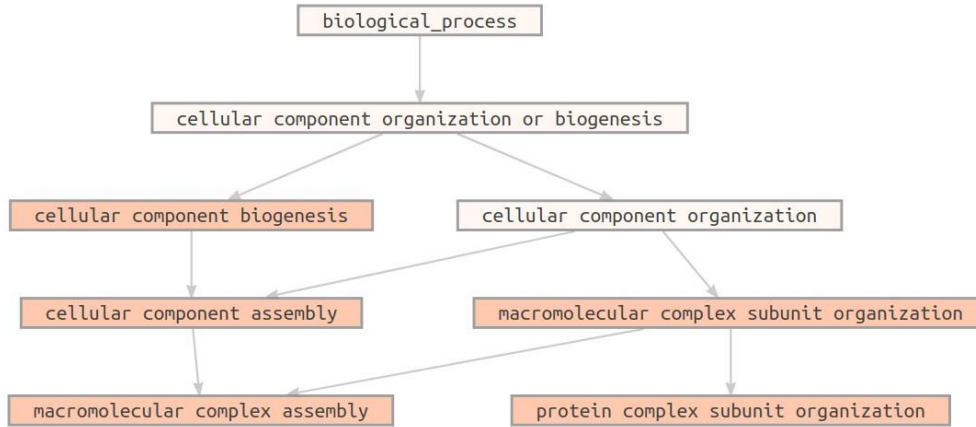 biological_process
cellular component organization or biogenesis
cellular component biogenesis
cellular component organization
cellular component assembly
macromolecular complex subunit organization
macromolecular complex assembly
protein complex subunit organization